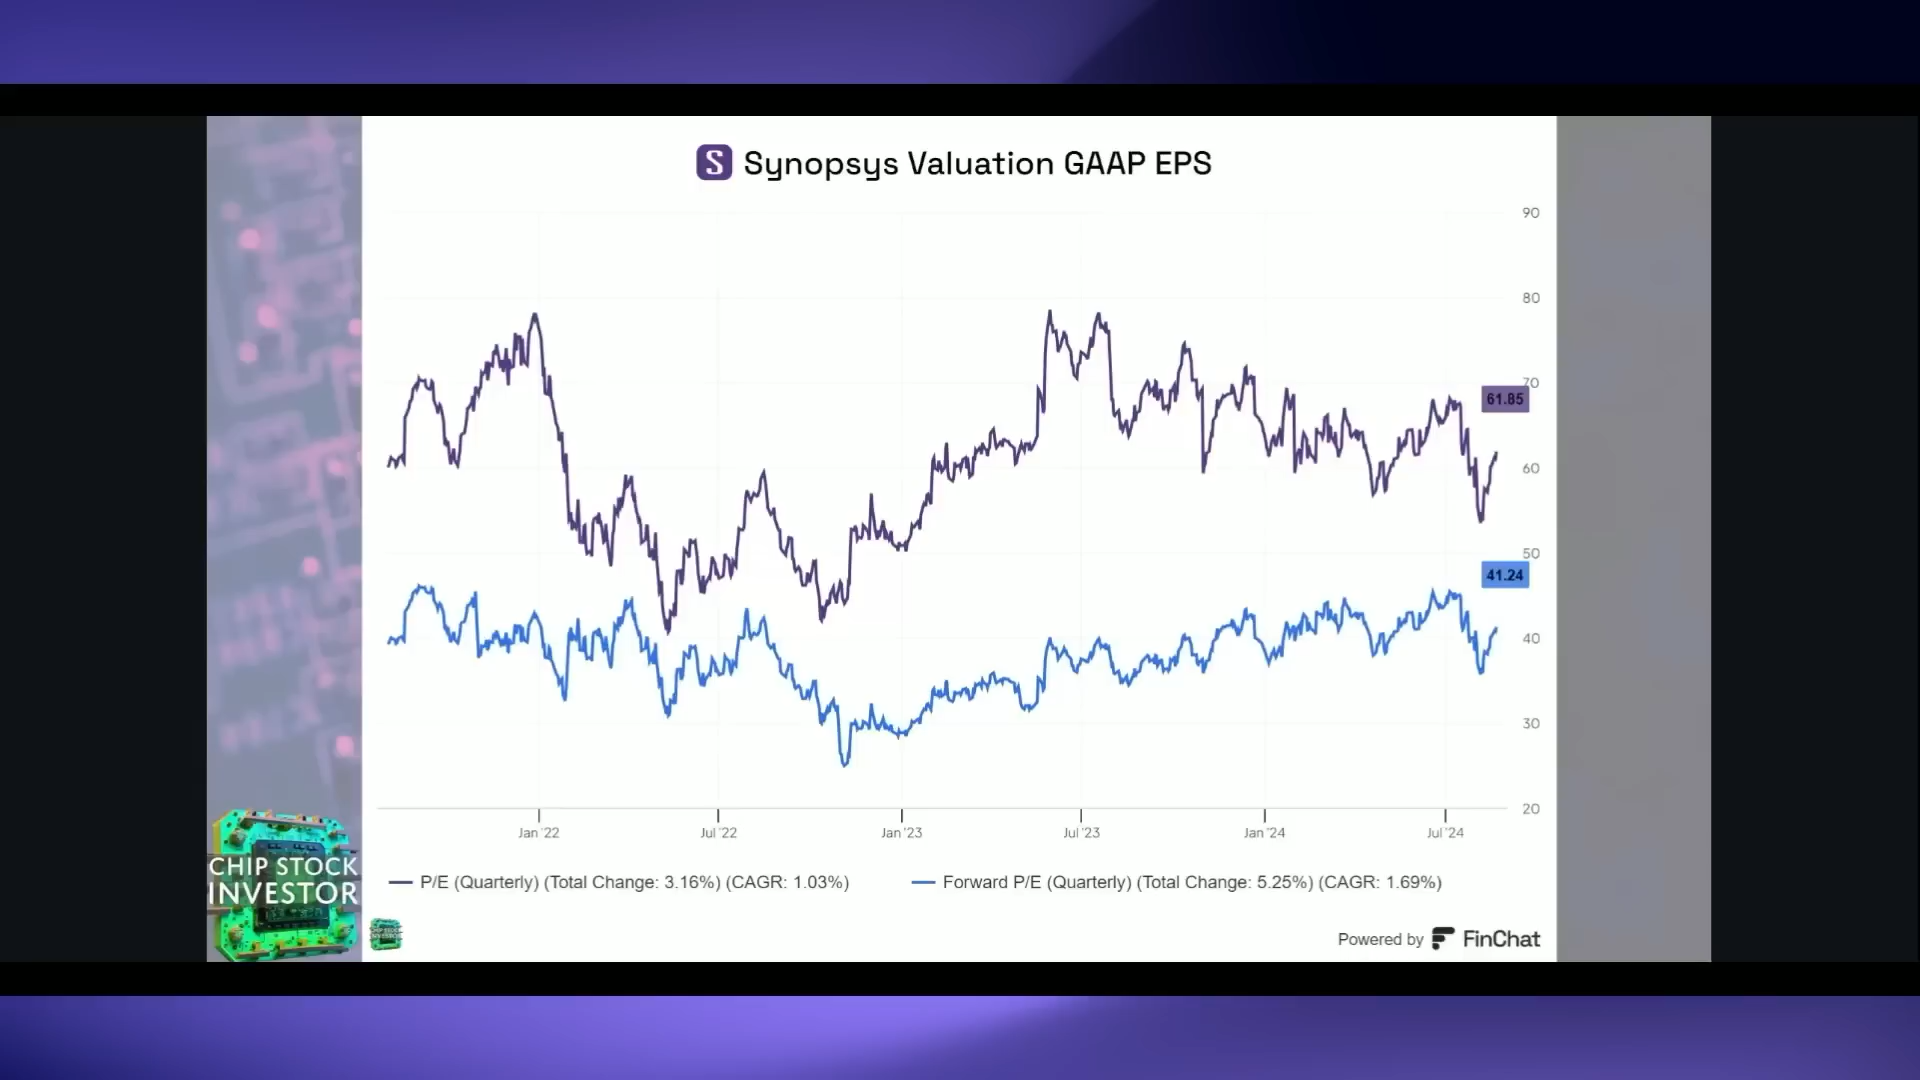 S Synopsys Valuation GAAP EPS
90
80
70
61.85
60
50
41.24
40
30
20
Jan '22 Jul '22 Jan '23 Jul '23 Jan '24 Jul '24
P/E (Quarterly) (Total Change: 3.16%) (CAGR: 1.03%) Forward P/E (Quarterly) (Total Change: 5.25%) (CAGR: 1.69%)
CHIP STOCK
INVESTOR
Powered by FinChat